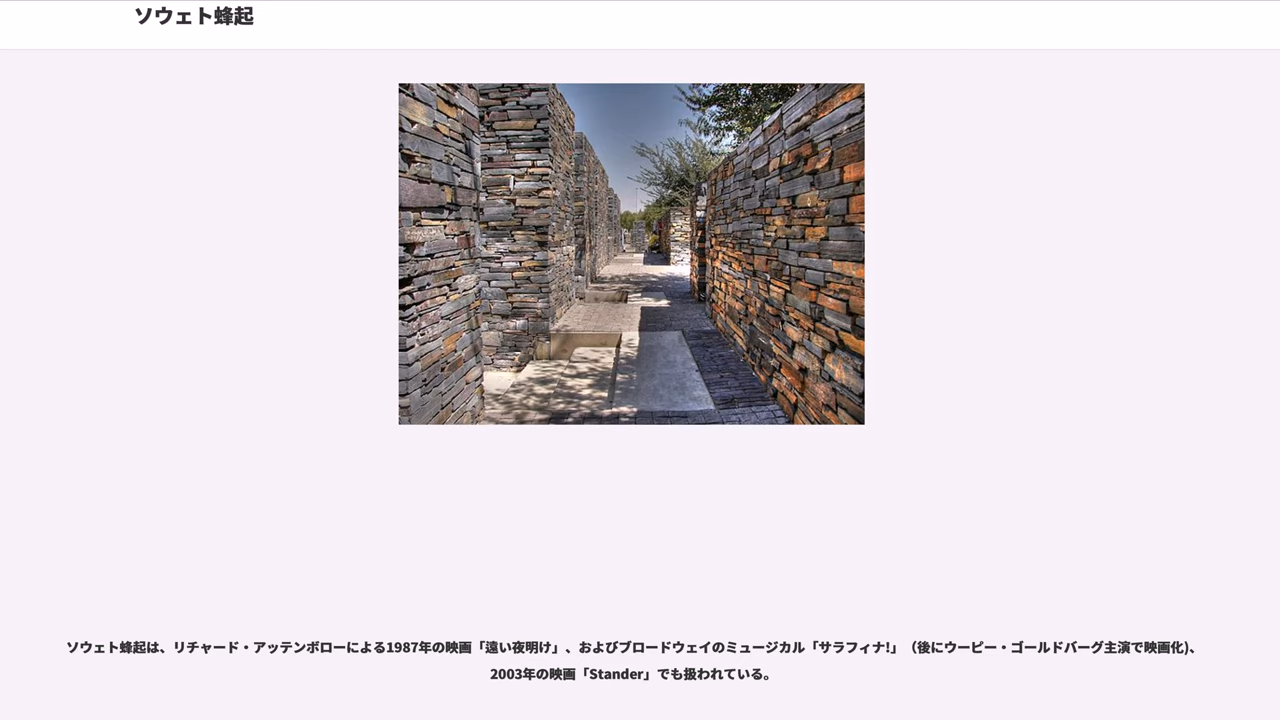 ソウェト蜂起
ソウェト蜂起は、リチャード・アッテンボローによる1987年の映画「遠い夜明け」、およびブロードウェイのミュージカル「サラフィナ!」（後にウーピー・ゴールドバーグ主演で映画化)、
2003年の映画「Stander」でも扱われている。